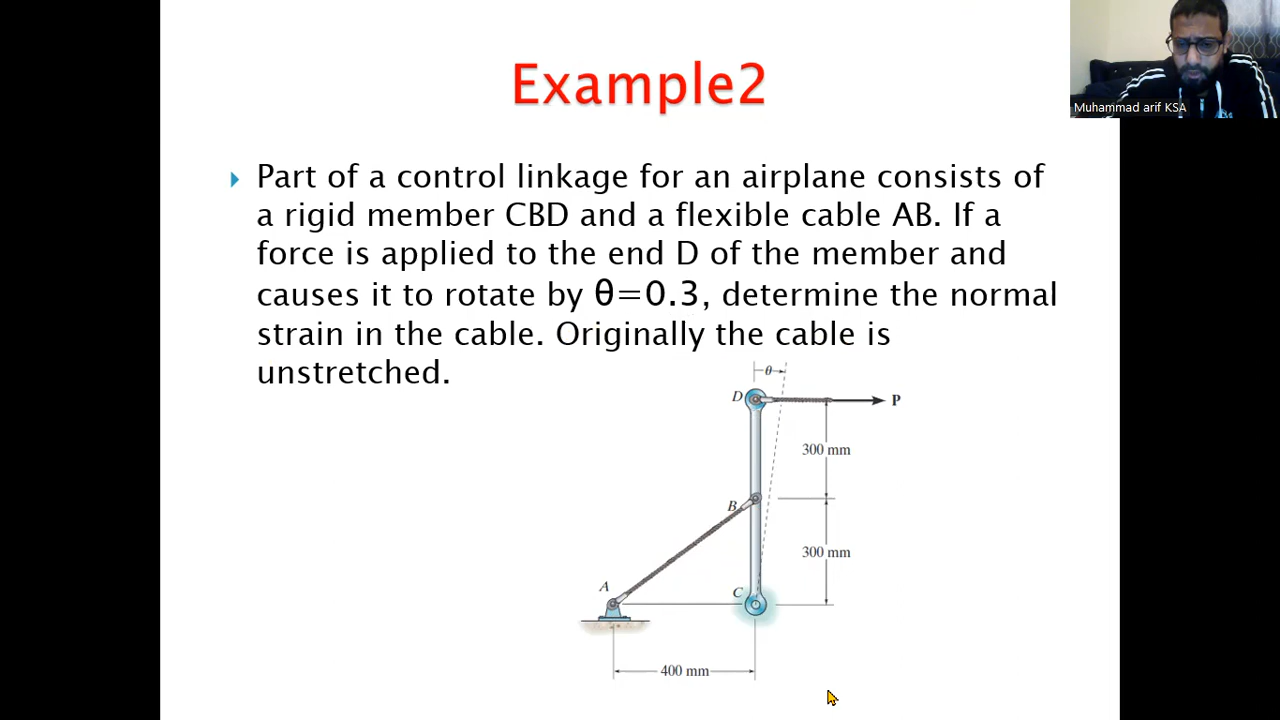 Example2
Muhammad arif KSA
Part of a control linkage for an airplane consists of
a rigid member CBD and a flexible cable AB. If a
force is applied to the end D of the member and
causes it to rotate by θ=0.3, determine the normal
strain in the cable. Originally the cable is
unstretched.
θ
D
P
300 mm
B
300 mm
A
C
400 mm